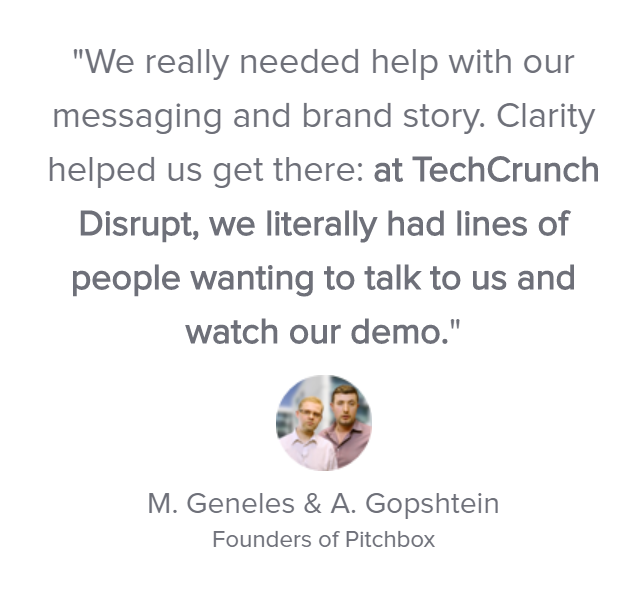 "We really needed help with our
messaging and brand story. Clarity
helped us get there: at TechCrunch
Disrupt, we literally had lines of
people wanting to talk to us and
watch our demo."
M. Geneles & A. Gopshtein
Founders of Pitchbox